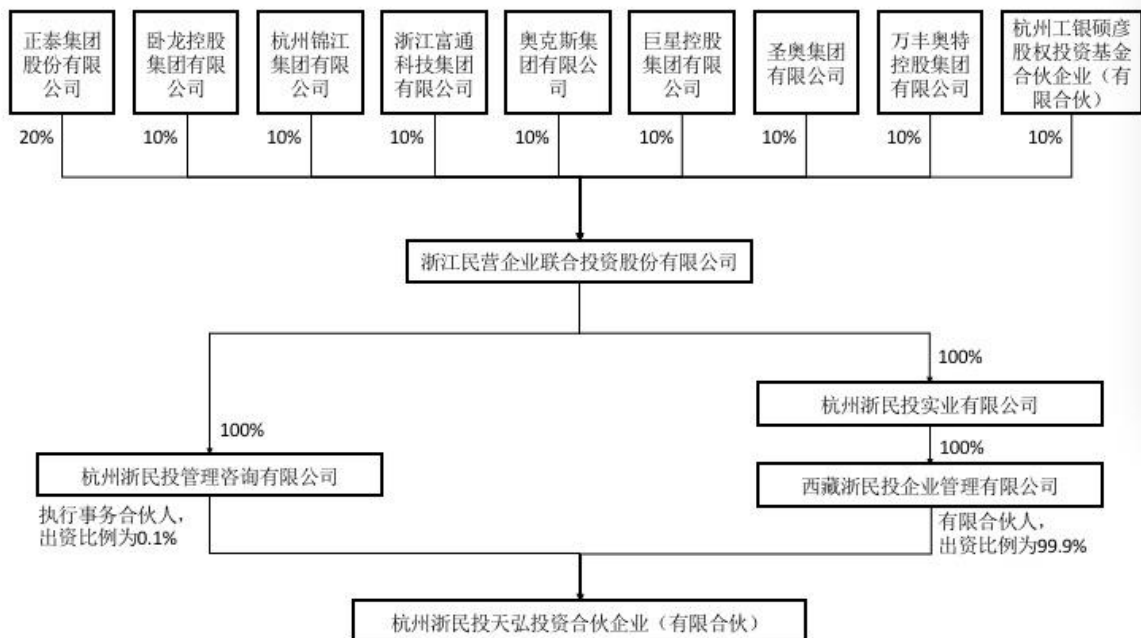 正泰集团
股份有限
公司
卧龙控股
集团有限
公司
杭州锦江
集团有限
公司
浙江富通
科技集团
有限公司
奥克斯集
团有限公
司
巨星控股
集团有限
公司
圣奥集团
有限公司
万丰奥特
控股集团
有限公司
杭州工银硕彦
股权投资基金
合伙企业（有
限合伙）
20%
10%
10%
10%
10%
10%
10%
10%
10%
浙江民营企业联合投资股份有限公司
100%
杭州浙民投实业有限公司
100%
100%
杭州浙民投管理咨询有限公司
西藏浙民投企业管理有限公司
执行事务合伙人，
出资比例为0.1%
有限合伙人，
出资比例为99.9%
杭州浙民投天弘投资合伙企业（有限合伙）